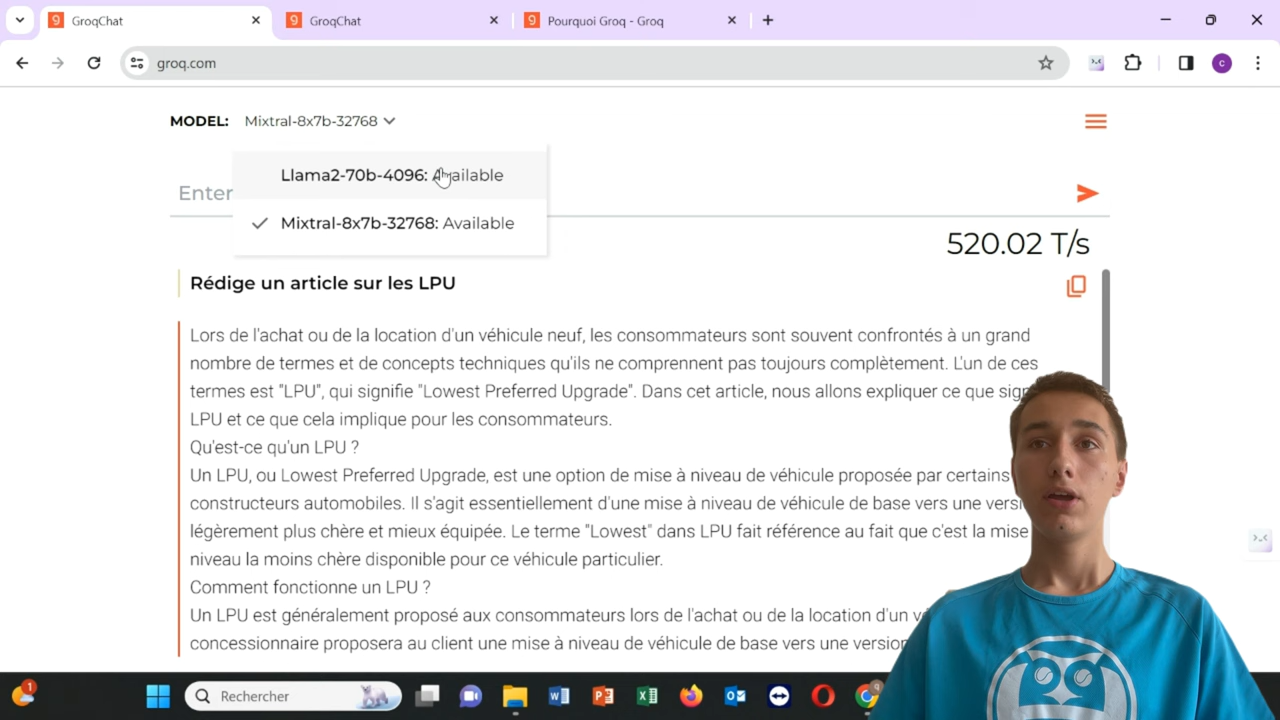 GroqChat
GroqChat
Pourquoi Groq - Groq
groq.com
C
MODEL: Mixtral-8x7b-32768
Llama2-70b-4096: Available
Enter
Mixtral-8x7b-32768: Available
520.02 T/s
Rédige un article sur les LPU
Lors de l'achat ou de la location d'un véhicule neuf, les consommateurs sont souvent confrontés à un grand
nombre de termes et de concepts techniques qu'ils ne comprennent pas toujours complètement. L'un de ces
termes est "LPU", qui signifie "Lowest Preferred Upgrade". Dans cet article, nous allons expliquer ce que
LPU et ce que cela implique pour les consommateurs.
Qu'est-ce qu'un LPU ?
Un LPU, ou Lowest Preferred Upgrade, est une option de mise à niveau de véhicule proposée par certains
constructeurs automobiles. Il s'agit essentiellement d'une mise à niveau du véhicule de base vers une
légèrement plus chère et mieux équipée. Le terme "Lowest" dans LPU fait référence au fait que c'est la mise
niveau la moins chère disponible pour ce véhicule particulier.
Comment fonctionne un LPU ?
Un LPU est généralement proposé aux consommateurs lors de l'achat ou de la location d'un
concessionnaire proposera au client une mise à niveau du véhicule de base vers une version
1
Rechercher